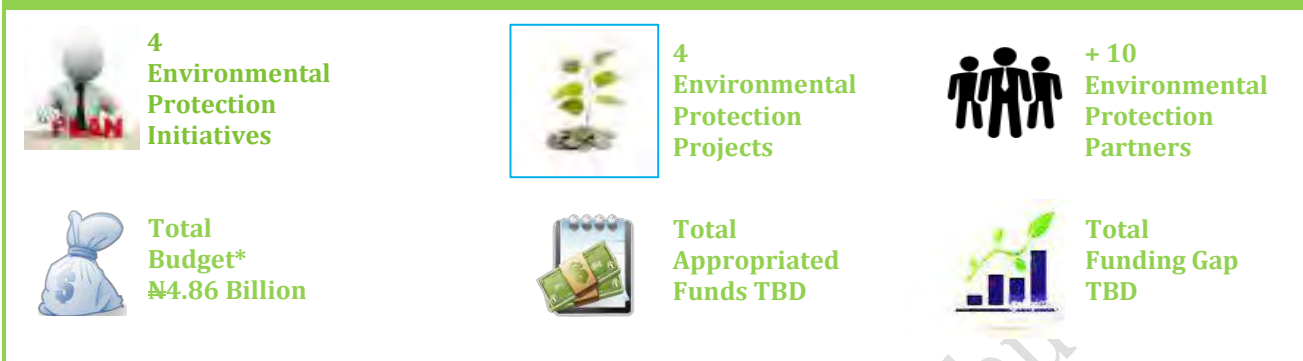 4
Environmental
Protection
Initiatives
4
Environmental
Protection
Projects
+ 10
Environmental
Protection
Partners
Total
Budget*
₦4.86 Billion
Total
Appropriated
Funds TBD
Total
Funding Gap
TBD
PLAN